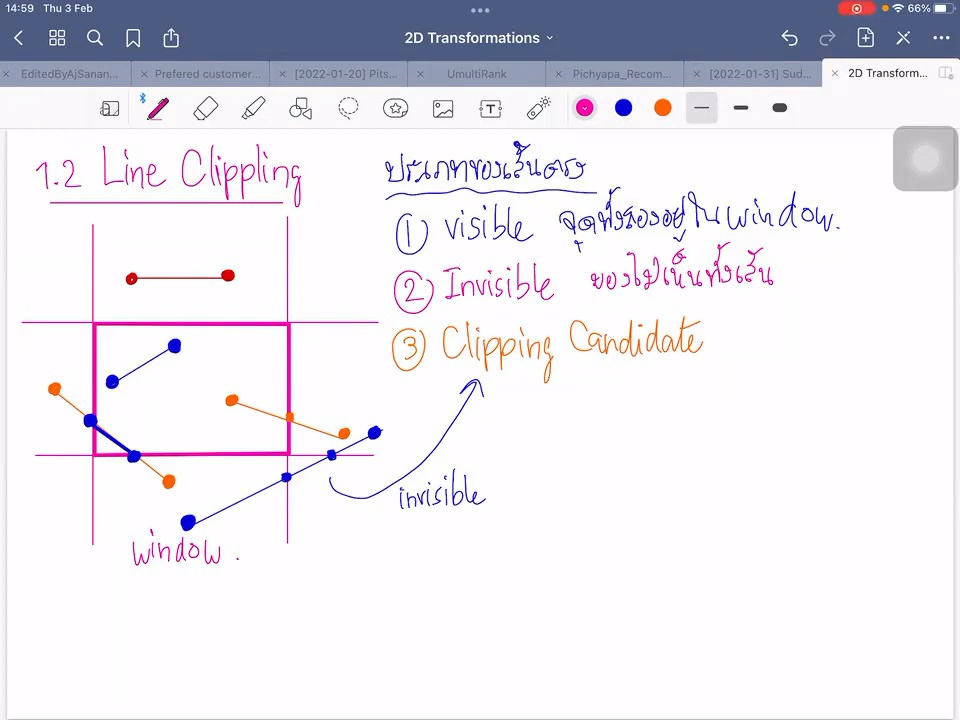 14:59 Thu 3 Feb
66%
2D Transformations
EditedByAjSanan...
Prefered customer...
[2022-01-20] Pits...
UmultiRank
Pichyapa_Recom...
[2022-01-31] Sud...
2D Transform...
1.2 Line Clippling
ประเภทของเส้นตรง
① visible จุดทั้งสองอยู่ใน window.
② Invisible มองไม่เห็นทั้งเส้น
③ Clipping Candidate
invisible
window.